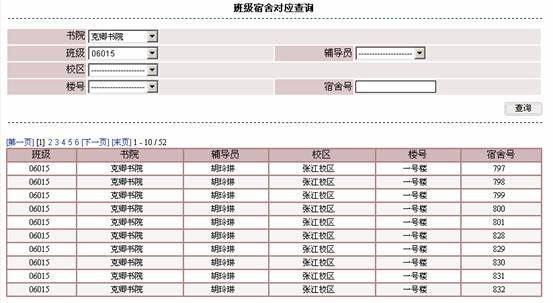 班级宿舍对应查询
书院 克卿书院
班级 06015 辅导员 --------------------
校区 --------------------
楼号 -------------------- 宿舍号
查询
[第一页] [1] 2 3 4 5 6 [下一页] [末页] 1 - 10 / 52
班级 书院 辅导员 校区 楼号 宿舍号
06015 克卿书院 胡玲琳 张江校区 一号楼 797
06015 克卿书院 胡玲琳 张江校区 一号楼 798
06015 克卿书院 胡玲琳 张江校区 一号楼 799
06015 克卿书院 胡玲琳 张江校区 一号楼 800
06015 克卿书院 胡玲琳 张江校区 一号楼 801
06015 克卿书院 胡玲琳 张江校区 一号楼 828
06015 克卿书院 胡玲琳 张江校区 一号楼 829
06015 克卿书院 胡玲琳 张江校区 一号楼 830
06015 克卿书院 胡玲琳 张江校区 一号楼 831
06015 克卿书院 胡玲琳 张江校区 一号楼 832